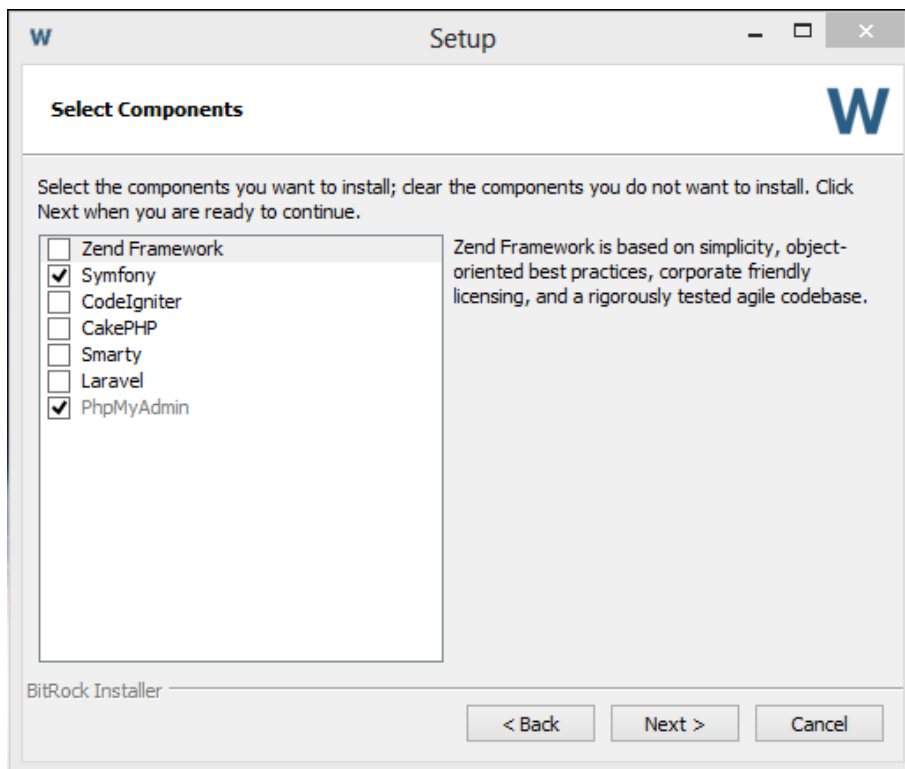 W
Setup
Select Components
W
Select the components you want to install; clear the components you do not want to install. Click
Next when you are ready to continue.
Zend Framework
Symfony
CodeIgniter
CakePHP
Smarty
Laravel
PhpMyAdmin
Zend Framework is based on simplicity, object-
oriented best practices, corporate friendly
licensing, and a rigorously tested agile codebase.
BitRock Installer
< Back
Next >
Cancel